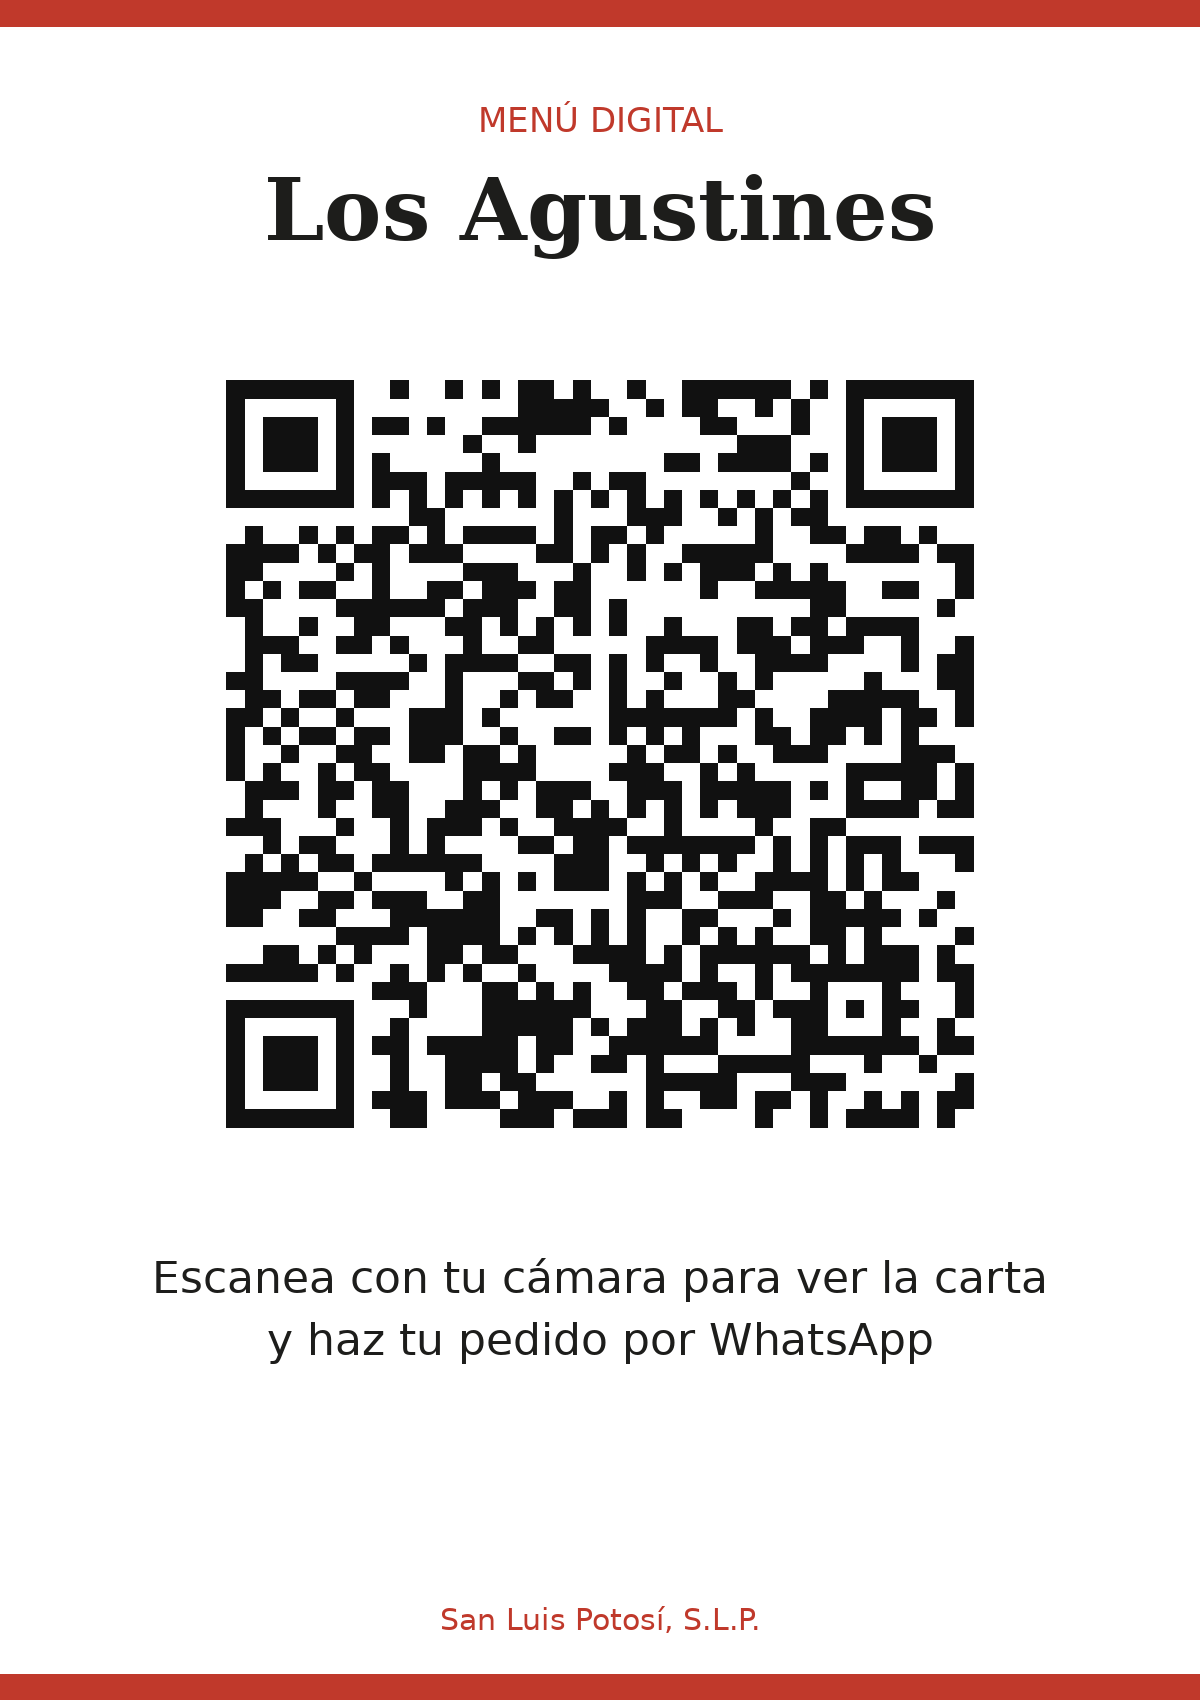 MENÚ DIGITAL
Los Agustines
Escanea con tu cámara para ver la carta
y haz tu pedido por WhatsApp
San Luis Potosí, S.L.P.